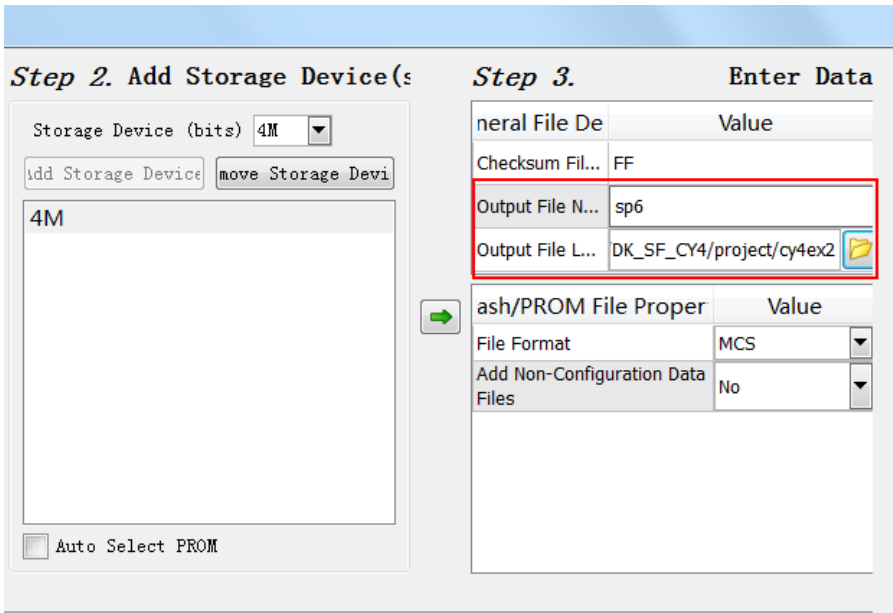 Step 2. Add Storage Device(s
Storage Device (bits) 4M
dd Storage Device move Storage Devi
4M
Auto Select PROM
Step 3. Enter Data
neral File De Value
Checksum Fil... FF
Output File N... sp6
Output File L... DK_SF_CY4/project/cy4ex2
ash/PROM File Proper Value
File Format MCS
Add Non-Configuration Data
Files No